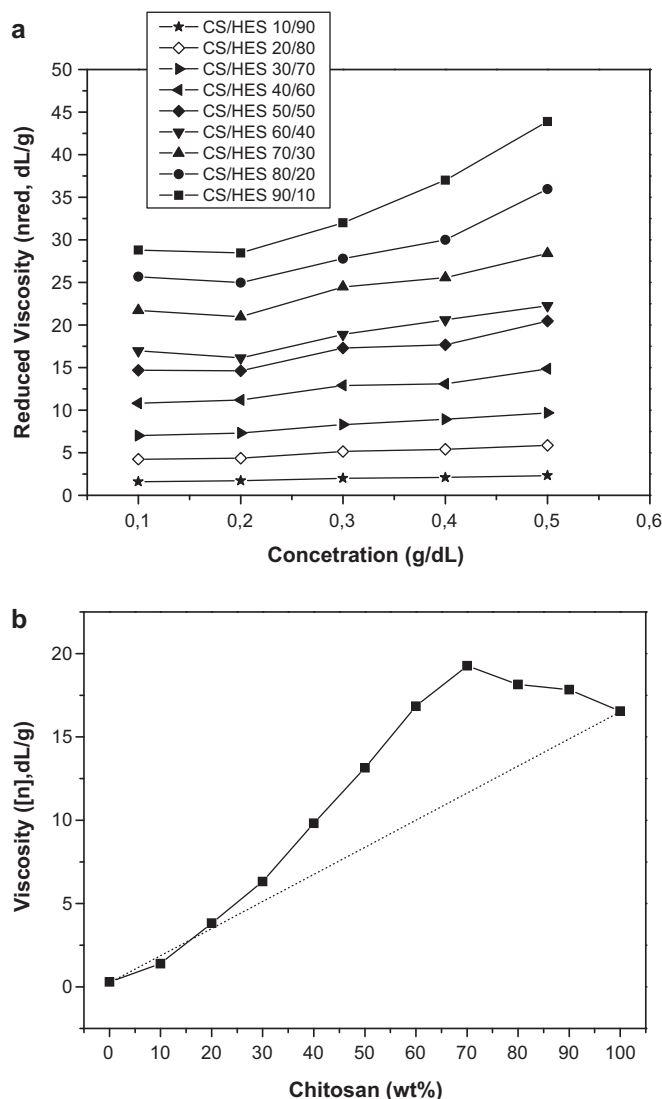 a
CS/HES 10/90
CS/HES 20/80
CS/HES 30/70
CS/HES 40/60
CS/HES 50/50
CS/HES 60/40
CS/HES 70/30
CS/HES 80/20
CS/HES 90/10
50
45
40
35
30
25
20
15
10
5
0
Reduced Viscosity (nred, dL/g)
0,1 0,2 0,3 0,4 0,5 0,6
Concetration (g/dL)
b
20
15
10
5
0
Viscosity ([n],dL/g)
0 10 20 30 40 50 60 70 80 90 100
Chitosan (wt%)